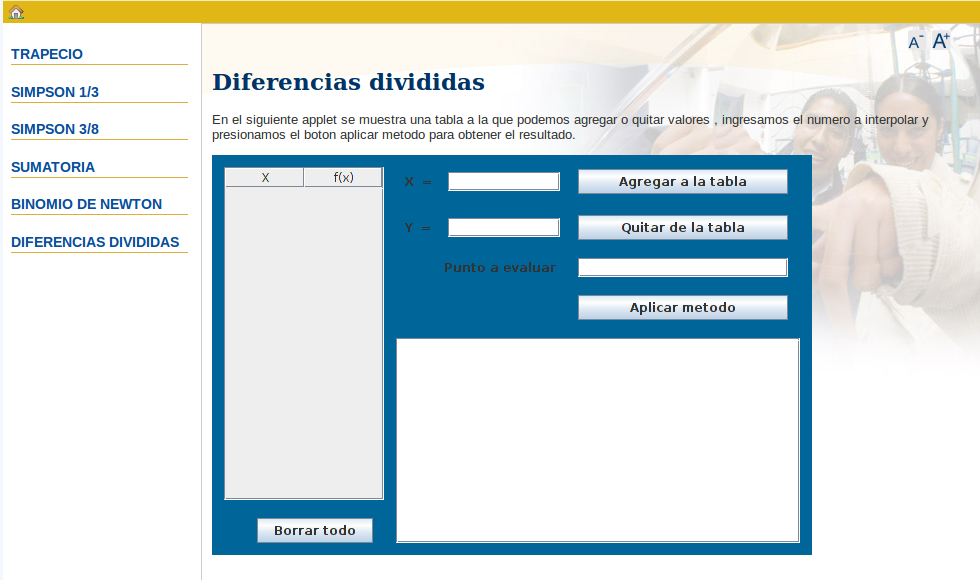 A- A+
TRAPECIO
SIMPSON 1/3
SIMPSON 3/8
SUMATORIA
BINOMIO DE NEWTON
DIFERENCIAS DIVIDIDAS
Diferencias divididas
En el siguiente applet se muestra una tabla a la que podemos agregar o quitar valores , ingresamos el numero a interpolar y
presionamos el boton aplicar metodo para obtener el resultado.
X f(x)
X =
Agregar a la tabla
Y =
Quitar de la tabla
Punto a evaluar
Aplicar metodo
Borrar todo